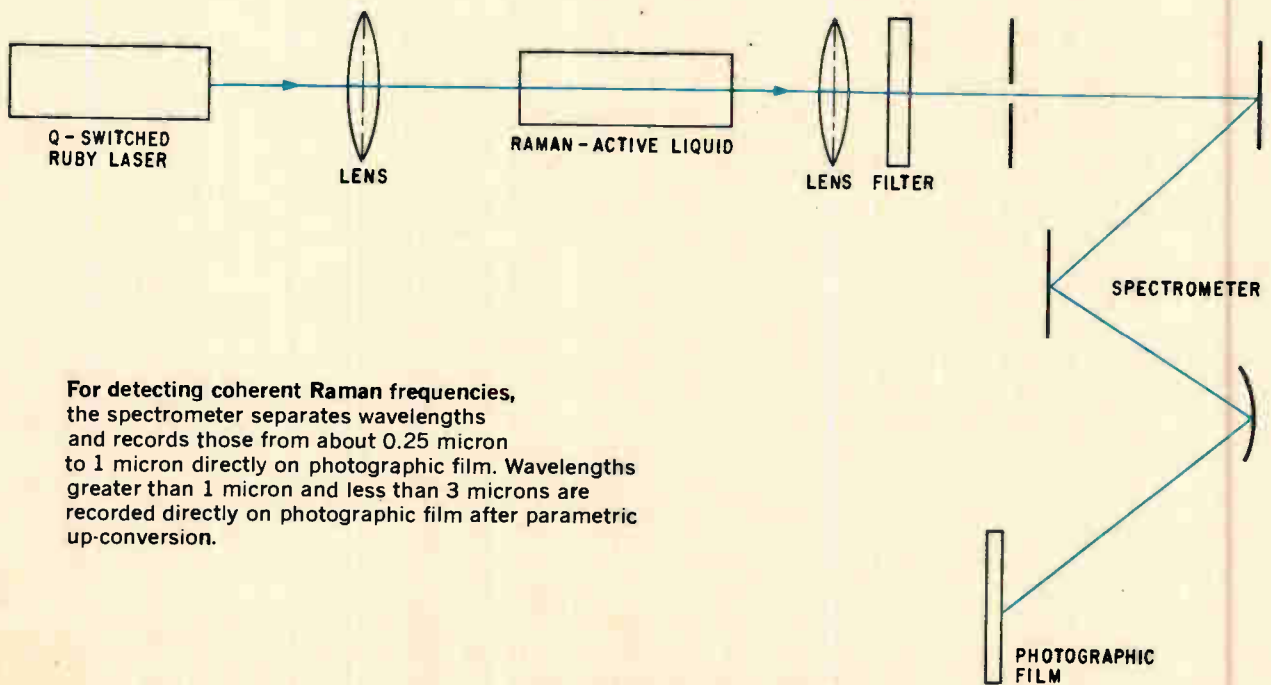 Q-SWITCHED
RUBY LASER
LENS
RAMAN-ACTIVE LIQUID
LENS
FILTER
SPECTROMETER
For detecting coherent Raman frequencies,
the spectrometer separates wavelengths
and records those from about 0.25 micron
to 1 micron directly on photographic film. Wavelengths
greater than 1 micron and less than 3 microns are
recorded directly on photographic film after parametric
up-conversion.
PHOTOGRAPHIC
FILM